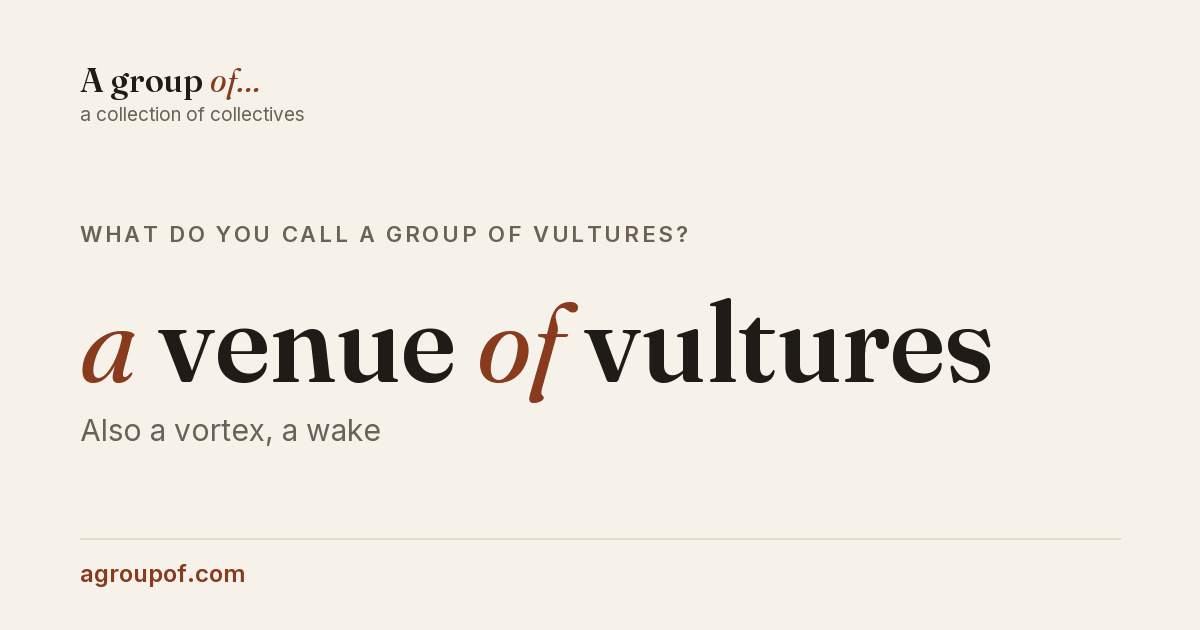 A group of...
a collection of collectives
WHAT DO YOU CALL A GROUP OF VULTURES?
a venue of vultures
Also a vortex, a wake
agroupof.com